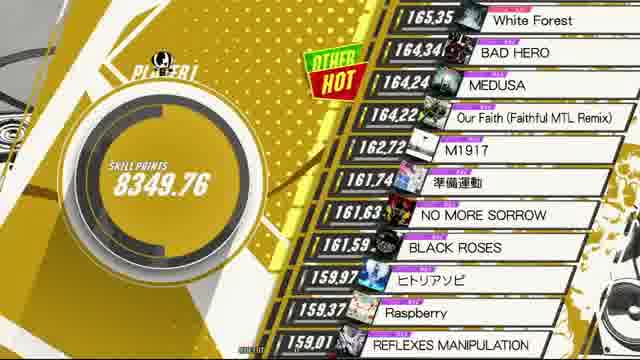 PLAYER1
OTHER
HOT
SKILL POINTS
8349.76
165,35 White Forest
164,34 BAD HERO
164,24 MEDUSA
164,22 Our Faith (Faithful MTL Remix)
162,72 M1917
161,74 準備運動
161,63 NO MORE SORROW
161,59 BLACK ROSES
159,97 ヒトリアソビ
159,37 Raspberry
159,01 REFLEXES MANIPULATION